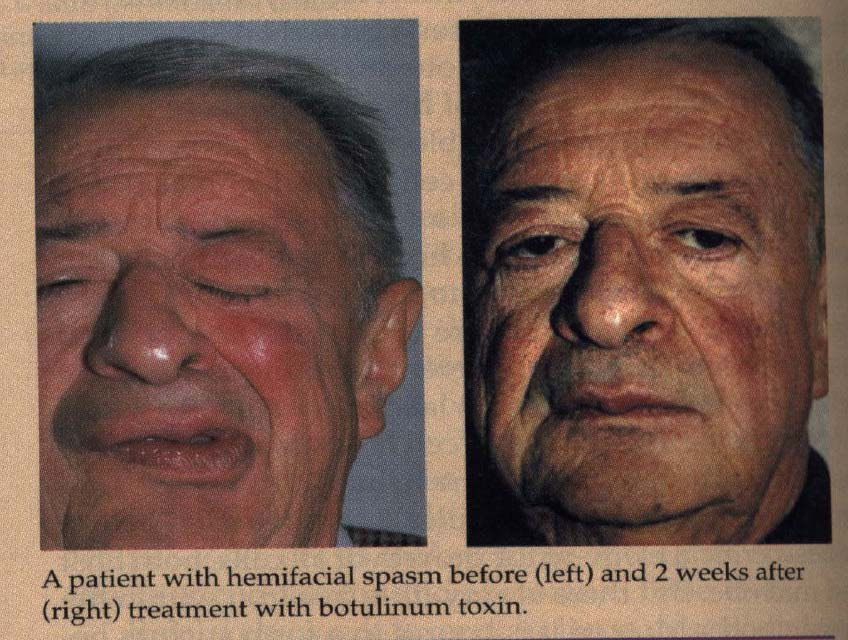 A patient with hemifacial spasm before (left) and 2 weeks after
(right) treatment with botulinum toxin.